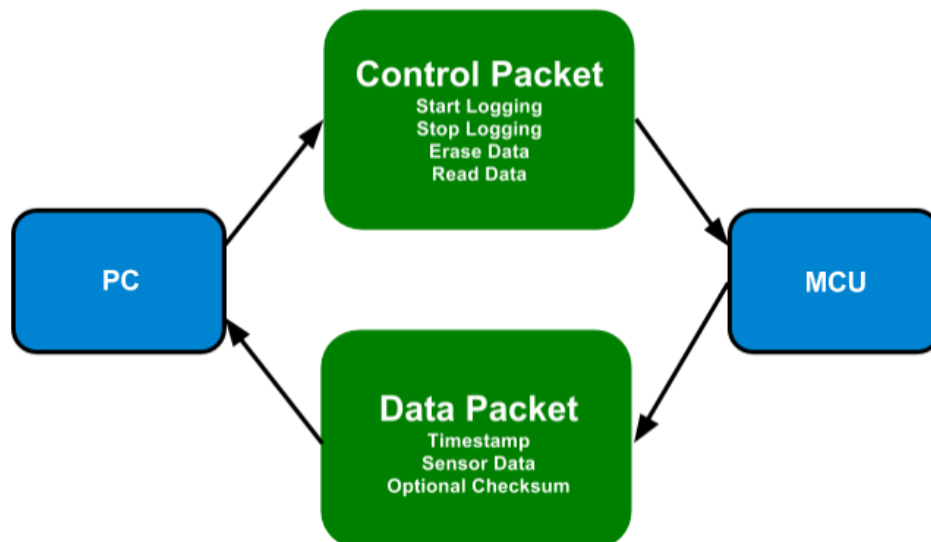 Control Packet
Start Logging
Stop Logging
Erase Data
Read Data
PC
MCU
Data Packet
Timestamp
Sensor Data
Optional Checksum